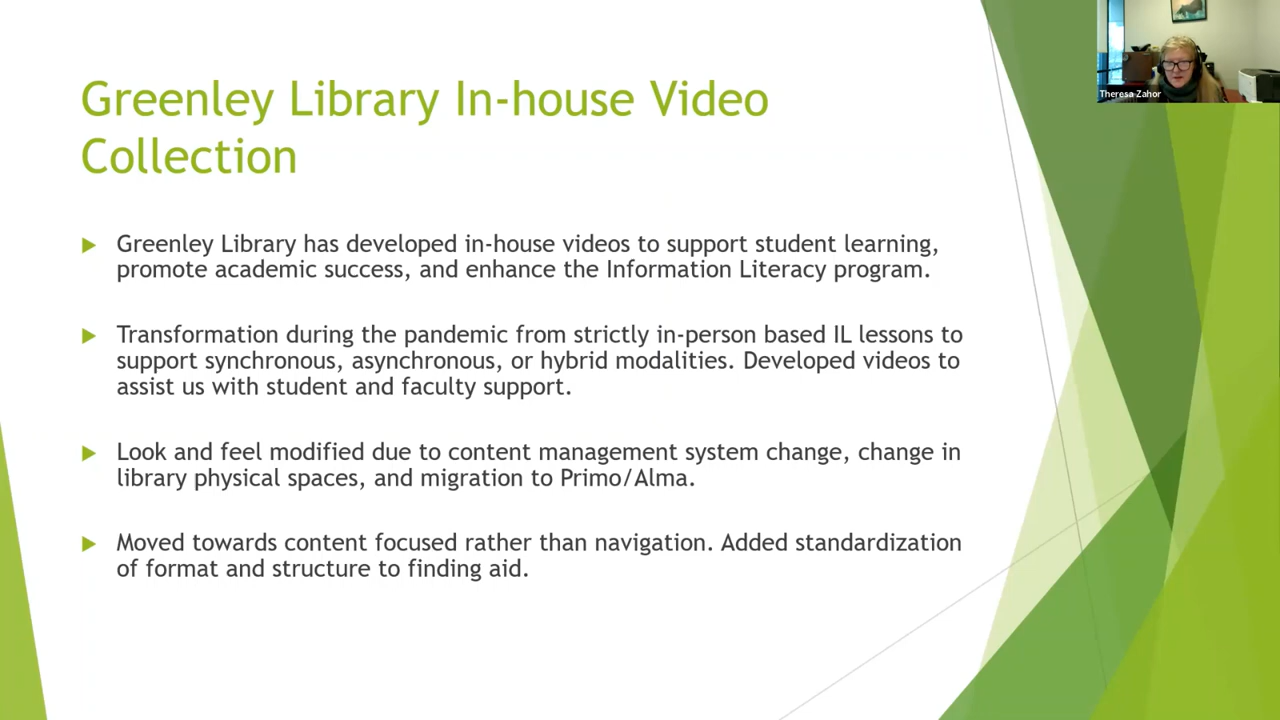 Theresa Zahor
Greenley Library In-house Video
Collection
Greenley Library has developed in-house videos to support student learning,
promote academic success, and enhance the Information Literacy program.
Transformation during the pandemic from strictly in-person based IL lessons to
support synchronous, asynchronous, or hybrid modalities. Developed videos to
assist us with student and faculty support.
Look and feel modified due to content management system change, change in
library physical spaces, and migration to Primo/Alma.
Moved towards content focused rather than navigation. Added standardization
of format and structure to finding aid.